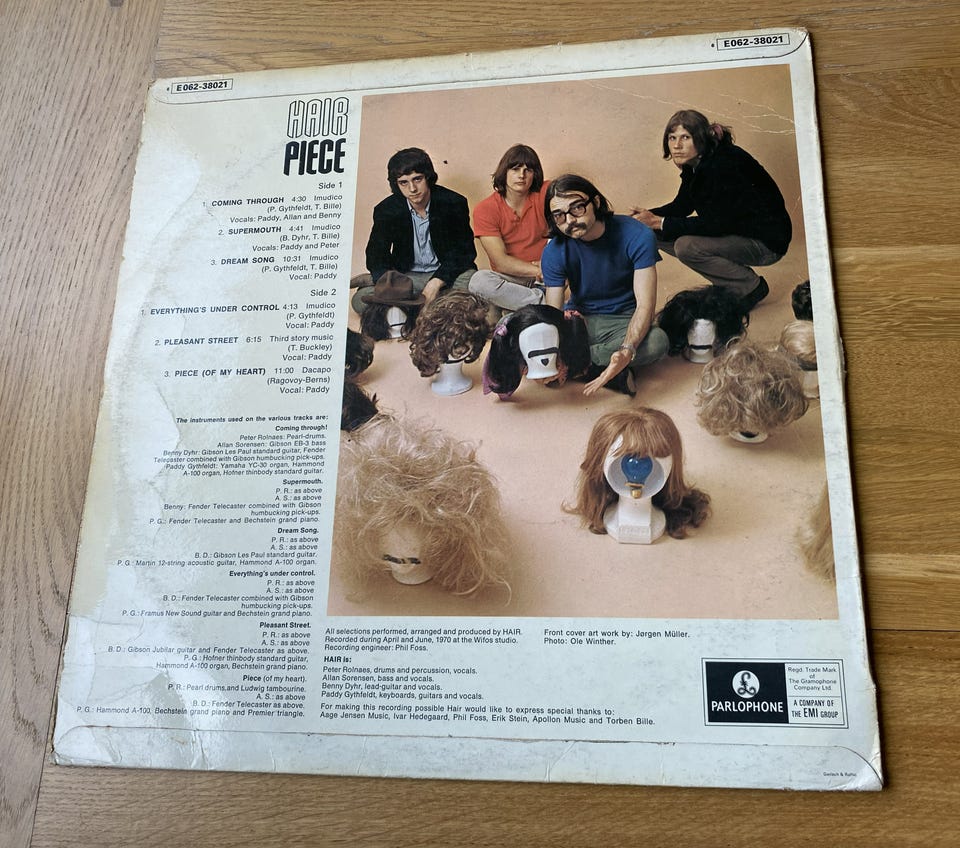 E062-38021
E062-38021
HAIR
PIECE
Side 1
1. COMING THROUGH 4:30 Imudico
(P. Gythfeldt, T. Bille)
Vocals: Paddy, Allan and Benny
2. SUPERMOUTH 4:41 Imudico
(B. Dyhr, T. Bille)
Vocals: Paddy and Peter
3. DREAM SONG 10:31 Imudico
(P. Gythfeldt, T. Bille)
Vocal: Paddy
Side 2
1. EVERYTHING'S UNDER CONTROL 4:13 Imudico
(P. Gythfeldt)
Vocal: Paddy
2. PLEASANT STREET 6:15 Third story music
(T. Buckley)
Vocal: Paddy
3. PIECE (OF MY HEART) 11:00 Dacapo
(Ragovoy-Berns)
Vocal: Paddy
The instruments used on the various tracks are:
Coming through!
Peter Rolnaes: Pearl-drums.
Allan Sorensen: Gibson EB-3 bass
Benny Dyhr: Gibson Les Paul standard guitar, Fender
Telecaster combined with Gibson humbucking pick-ups.
Paddy Gythfeldt: Yamaha YC-30 organ, Hammond
A-100 organ, Hofner thinbody standard guitar.
Supermouth.
P. R.: as above
A. S.: as above
Benny: Fender Telecaster combined with Gibson
humbucking pick-ups.
P. G.: Fender Telecaster and Bechstein grand piano.
Dream Song.
P. R.: as above
A. S.: as above
B. D.: Gibson Les Paul standard guitar.
P. G.: Martin 12-string acoustic guitar, Hammond A-100 organ.
Everything's under control.
P. R.: as above
A. S.: as above
B. D.: Fender Telecaster combined with Gibson
humbucking pick-ups.
P. G.: Framus New Sound guitar and Bechstein grand piano.
Pleasant Street.
P. R.: as above
A. S.: as above
B. D.: Gibson Jubilar guitar and Fender Telecaster as above.
P. G.: Hofner thinbody standard guitar,
Hammond A-100 organ, Bechstein grand piano.
Piece (of my heart).
P. R.: Pearl drums,and Ludwig tambourine.
A. S.: as above
B. D.: Fender Telecaster as above.
P. G.: Hammond A-100, Bechstein grand piano and Premier triangle.
All selections performed, arranged and produced by HAIR.
Recorded during April and June, 1970 at the Wifos studio.
Recording engineer: Phil Foss.
Front cover art work by: Jørgen Müller.
Photo: Ole Winther.
HAIR is:
Peter Rolnaes, drums and percussion, vocals.
Allan Sorensen, bass and vocals.
Benny Dyhr, lead-guitar and vocals.
Paddy Gythfeldt, keyboards, guitars and vocals.
For making this recording possible Hair would like to express special thanks to:
Aage Jensen Music, Ivar Hedegaard, Phil Foss, Erik Stein, Apollon Music and Torben Bille.
£
PARLOPHONE
Regd. Trade Mark
of The
Gramophone
Company Ltd.
A COMPANY OF
THE EMI GROUP